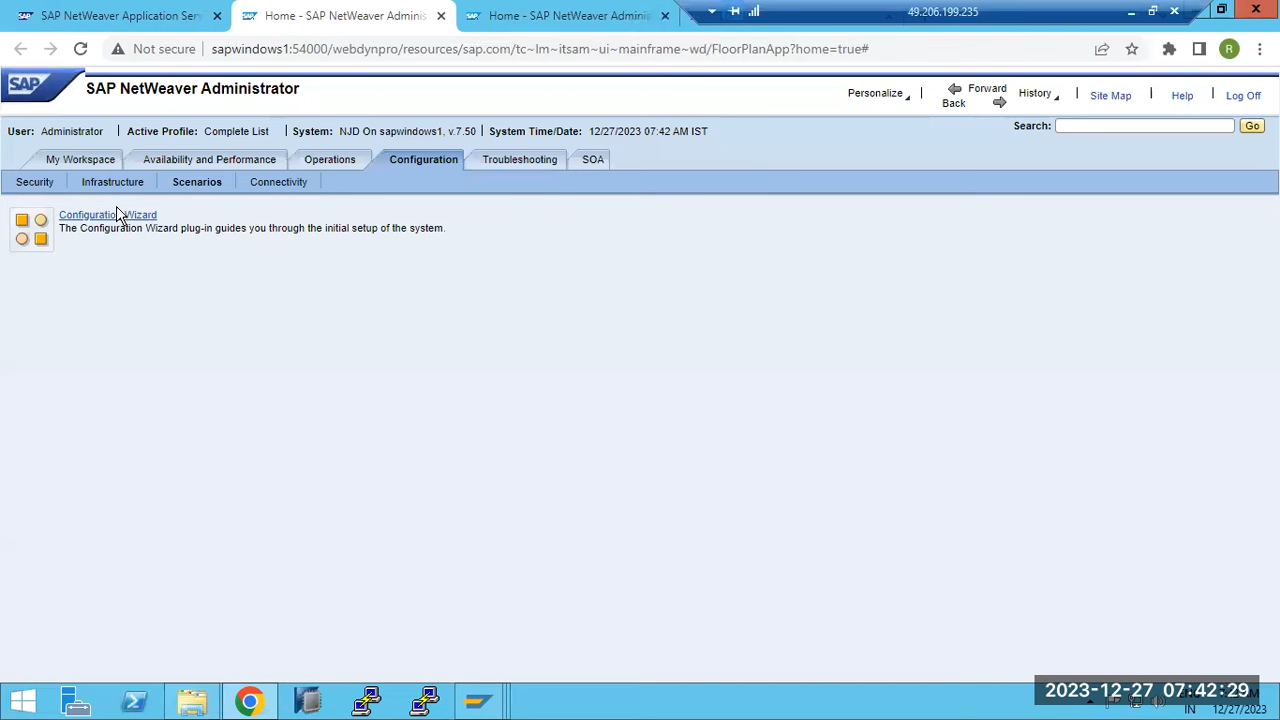 SAP NetWeaver Application Ser
Home - SAP NetWeaver Adminis
Home - SAP NetWeaver Admini
49.206.199.235
Not secure
sapwindows1:54000/webdynpro/resources/sap.com/tc~lm~itsam~ui~mainframe~wd/FloorPlanApp?home=true#
R
SAP
SAP NetWeaver Administrator
Personalize
Back
Forward
History
Site Map
Help
Log Off
User: Administrator
Active Profile: Complete List
System: NJD On sapwindows1, v.7.50
System Time/Date: 12/27/2023 07:42 AM IST
Search:
Go
My Workspace
Availability and Performance
Operations
Configuration
Troubleshooting
SOA
Security
Infrastructure
Scenarios
Connectivity
Configuration Wizard
The Configuration Wizard plug-in guides you through the initial setup of the system.
2023-12-27 07:42:29
IN
12/27/2023